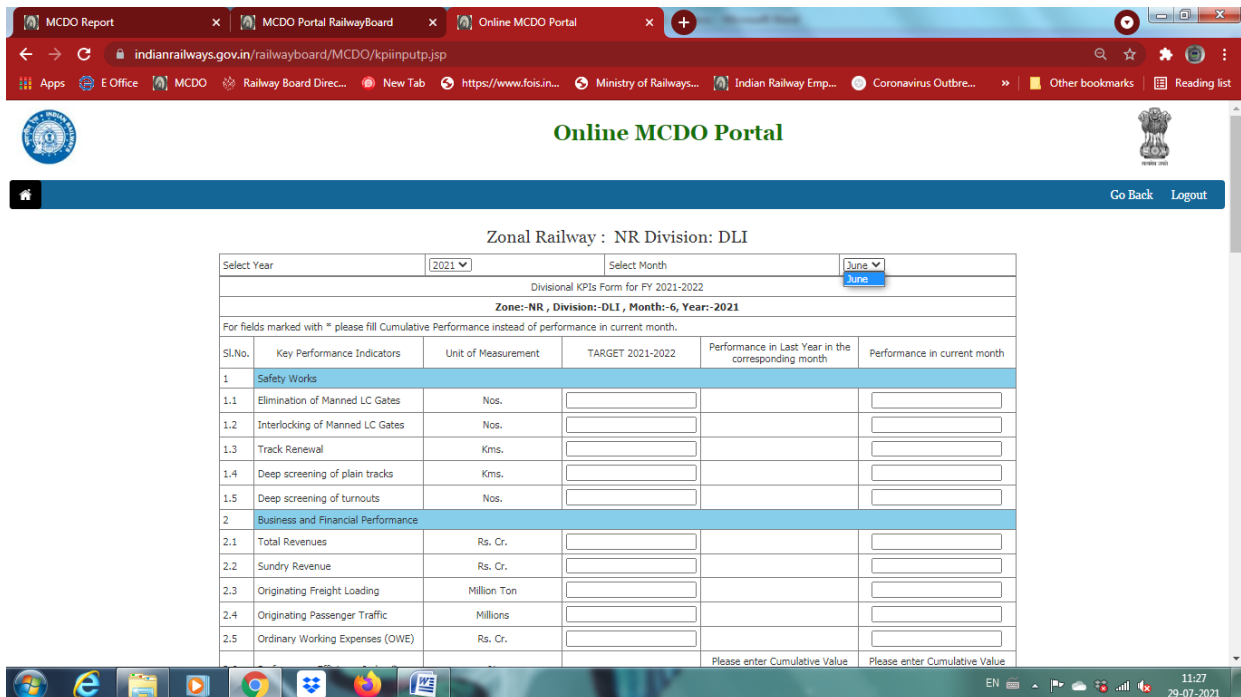 MCDO Report
MCDO Portal RailwayBoard
Online MCDO Portal
indianrailways.gov.in/railwayboard/MCDO/kpiinputp.jsp
Apps E Office MCDO Railway Board Direc... New Tab https://www.fois.in... Ministry of Railways... Indian Railway Emp... Coronavirus Outbre... » Other bookmarks Reading list
Online MCDO Portal
Go Back Logout
Zonal Railway : NR Division: DLI
Select Year 2021 Select Month June
June
Divisional KPIs Form for FY 2021-2022
Zone:-NR , Division:-DLI , Month:-6, Year:-2021
For fields marked with * please fill Cumulative Performance instead of performance in current month.
Sl.No. Key Performance Indicators Unit of Measurement TARGET 2021-2022 Performance in Last Year in the corresponding month Performance in current month
1 Safety Works
1.1 Elimination of Manned LC Gates Nos.
1.2 Interlocking of Manned LC Gates Nos.
1.3 Track Renewal Kms.
1.4 Deep screening of plain tracks Kms.
1.5 Deep screening of turnouts Nos.
2 Business and Financial Performance
2.1 Total Revenues Rs. Cr.
2.2 Sundry Revenue Rs. Cr.
2.3 Originating Freight Loading Million Ton
2.4 Originating Passenger Traffic Millions
2.5 Ordinary Working Expenses (OWE) Rs. Cr.
Please enter Cumulative Value Please enter Cumulative Value
EN 11:27
29-07-2021